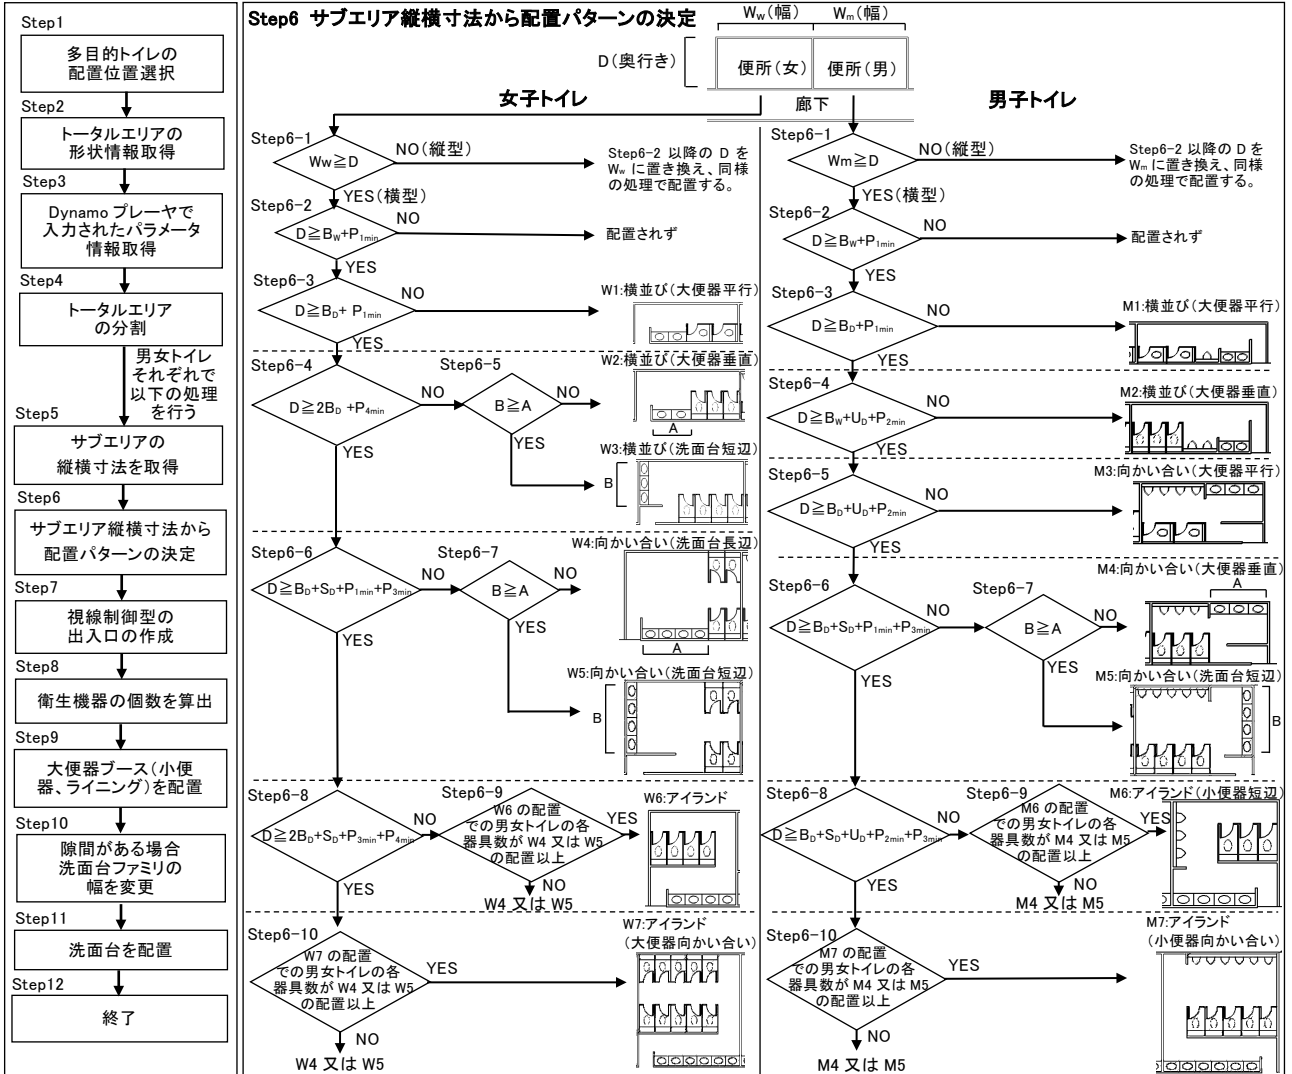 Step1
多目的トイレの
配置位置選択
Step2
トータルエリアの
形状情報取得
Step3
Dynamo プレーヤで
入力されたパラメータ
情報取得
Step4
トータルエリア
の分割
男女トイレ
それぞれで
以下の処理
を行う
Step5
サブエリアの
縦横寸法を取得
Step6
サブエリア縦横寸法から
配置パターンの決定
Step7
視線制御型の
出入口の作成
Step8
衛生機器の個数を算出
Step9
大便器ブース(小便
器、ライニング)を配置
Step10
隙間がある場合
洗面台ファミリの
幅を変更
Step11
洗面台を配置
Step12
終了
Step6 サブエリア縦横寸法から配置パターンの決定
Ww(幅) Wm(幅)
D(奥行き)
便所(女) 便所(男)
廊下
女子トイレ
Step6-1
Ww≧D
NO(縦型)
Step6-2 以降の D を
Ww に置き換え、同様
の処理で配置する。
YES(横型)
Step6-2
D≧BW+P1min
NO
配置されず
YES
Step6-3
D≧BD+ P1min
NO
W1:横並び(大便器平行)
YES
Step6-4
D≧2BD +P4min
NO
Step6-5
B≧A
NO
W2:横並び(大便器垂直)
A
YES
YES
W3:横並び(洗面台短辺)
B
Step6-6
D≧BD+SD+P1min+P3min
NO
Step6-7
B≧A
NO
W4:向かい合い(洗面台長辺)
A
YES
YES
W5:向かい合い(洗面台短辺)
B
Step6-8
D≧2BD+SD+P3min+P4min
NO
Step6-9
W6 の配置
での男女トイレの各
器具数が W4 又は W5
の配置以上
YES
W6:アイランド
NO
W4 又は W5
YES
Step6-10
W7 の配置
での男女トイレの各
器具数が W4 又は W5
の配置以上
YES
W7:アイランド
(大便器向かい合い)
NO
W4 又は W5
男子トイレ
Step6-1
Wm≧D
NO(縦型)
Step6-2 以降の D を
Wm に置き換え、同様
の処理で配置する。
YES(横型)
Step6-2
D≧BW+P1min
NO
配置されず
YES
Step6-3
D≧BD+P1min
NO
M1:横並び(大便器平行)
YES
Step6-4
D≧BW+UD+P2min
NO
M2:横並び(大便器垂直)
YES
Step6-5
D≧BD+UD+P2min
NO
M3:向かい合い(大便器平行)
YES
Step6-6
D≧BD+SD+P1min+P3min
NO
Step6-7
B≧A
NO
M4:向かい合い(大便器垂直)
A
YES
YES
M5:向かい合い(洗面台短辺)
B
Step6-8
D≧BD+SD+UD+P2min+P3min
NO
Step6-9
M6 の配置
での男女トイレの各
器具数が M4 又は M5
の配置以上
YES
M6:アイランド(小便器短辺)
NO
M4 又は M5
YES
Step6-10
M7 の配置
での男女トイレの各
器具数が M4 又は M5
の配置以上
YES
M7:アイランド
(小便器向かい合い)
NO
M4 又は M5